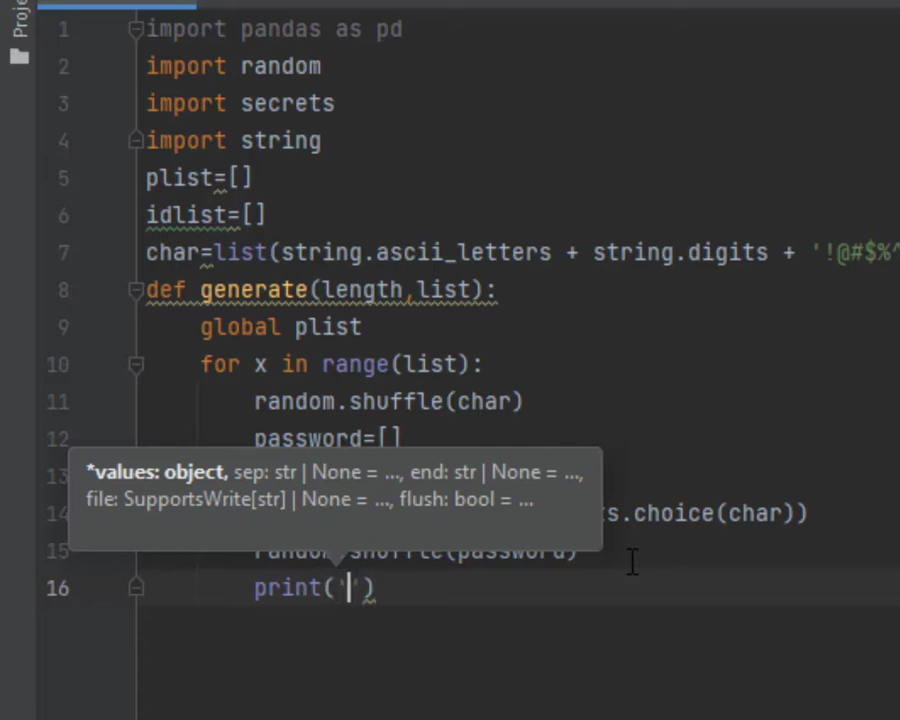 Proje
1 import pandas as pd
2 import random
3 import secrets
4 import string
5 plist=[]
6 idlist=[]
7 char=list(string.ascii_letters + string.digits + '!@#$%^
8 def generate(length,list):
9 global plist
10 for x in range(list):
11 random.shuffle(char)
12 password=[]
*values: object, sep: str | None = ..., end: str | None = ...,
13
file: SupportsWrite[str] | None = ..., flush: bool = ...
14 s.choice(char))
15 random.shuffle(password)
16 print('')